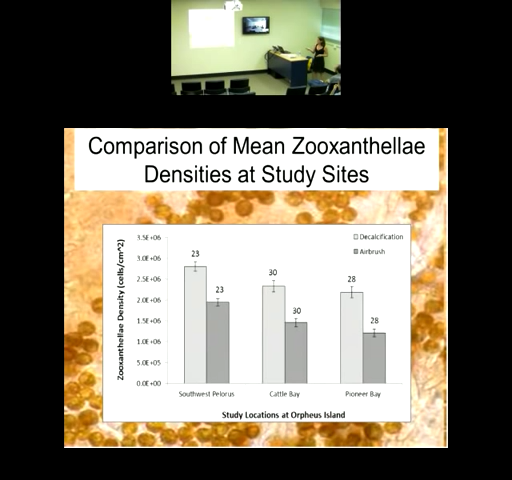 Comparison of Mean Zooxanthellae
Densities at Study Sites
Zooxanthellae Density (cells/cm^2)
3.5E+06
3.0E+06
2.5E+06
2.0E+06
1.5E+06
1.0E+06
5.0E+05
0.0E+00
Decalcification
Airbrush
23
23
30
30
28
28
Southwest Pelorus
Cattle Bay
Pioneer Bay
Study Locations at Orpheus Island